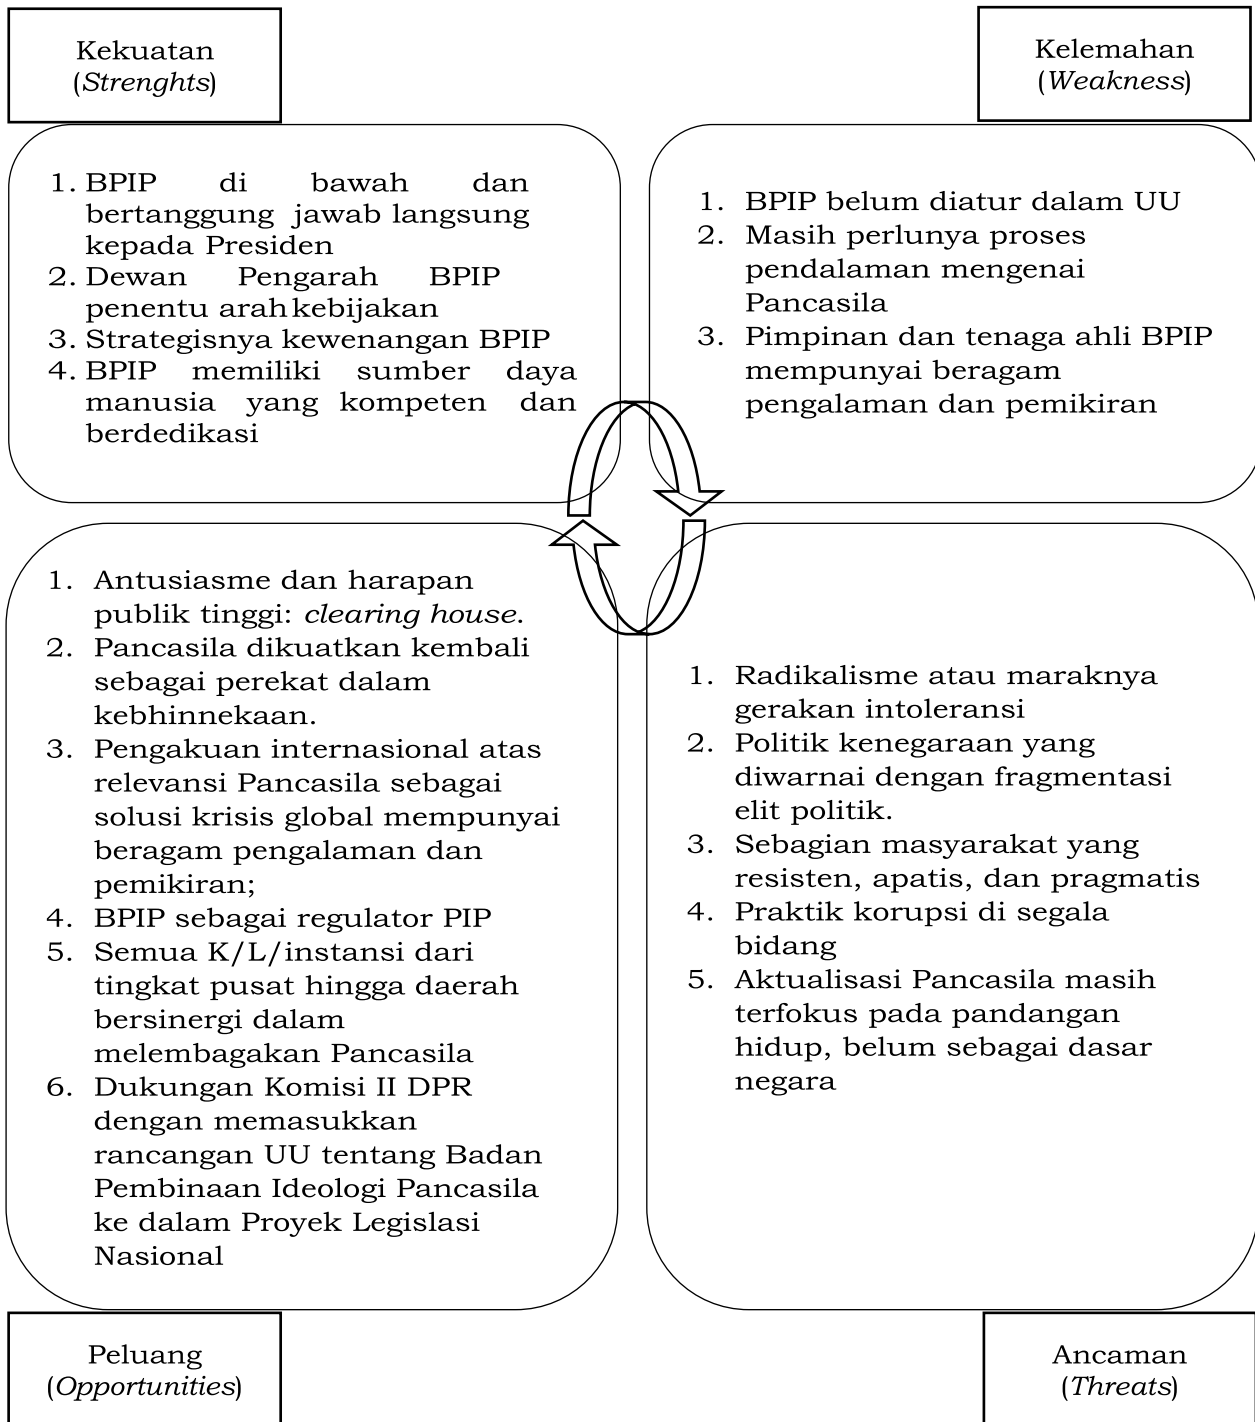 Kekuatan
(Strenghts)
Kelemahan
(Weakness)
1. BPIP di bawah dan
bertanggung jawab langsung
kepada Presiden
2. Dewan Pengarah BPIP
penentu arah kebijakan
3. Strategisnya kewenangan BPIP
4. BPIP memiliki sumber daya
manusia yang kompeten dan
berdedikasi
1. BPIP belum diatur dalam UU
2. Masih perlunya proses
pendalaman mengenai
Pancasila
3. Pimpinan dan tenaga ahli BPIP
mempunyai beragam
pengalaman dan pemikiran
1. Antusiasme dan harapan
publik tinggi: clearing house.
2. Pancasila dikuatkan kembali
sebagai perekat dalam
kebhinnekaan.
3. Pengakuan internasional atas
relevansi Pancasila sebagai
solusi krisis global mempunyai
beragam pengalaman dan
pemikiran;
4. BPIP sebagai regulator PIP
5. Semua K/L/instansi dari
tingkat pusat hingga daerah
bersinergi dalam
melembagakan Pancasila
6. Dukungan Komisi II DPR
dengan memasukkan
rancangan UU tentang Badan
Pembinaan Ideologi Pancasila
ke dalam Proyek Legislasi
Nasional
1. Radikalisme atau maraknya
gerakan intoleransi
2. Politik kenegaraan yang
diwarnai dengan fragmentasi
elit politik.
3. Sebagian masyarakat yang
resisten, apatis, dan pragmatis
4. Praktik korupsi di segala
bidang
5. Aktualisasi Pancasila masih
terfokus pada pandangan
hidup, belum sebagai dasar
negara
Peluang
(Opportunities)
Ancaman
(Threats)